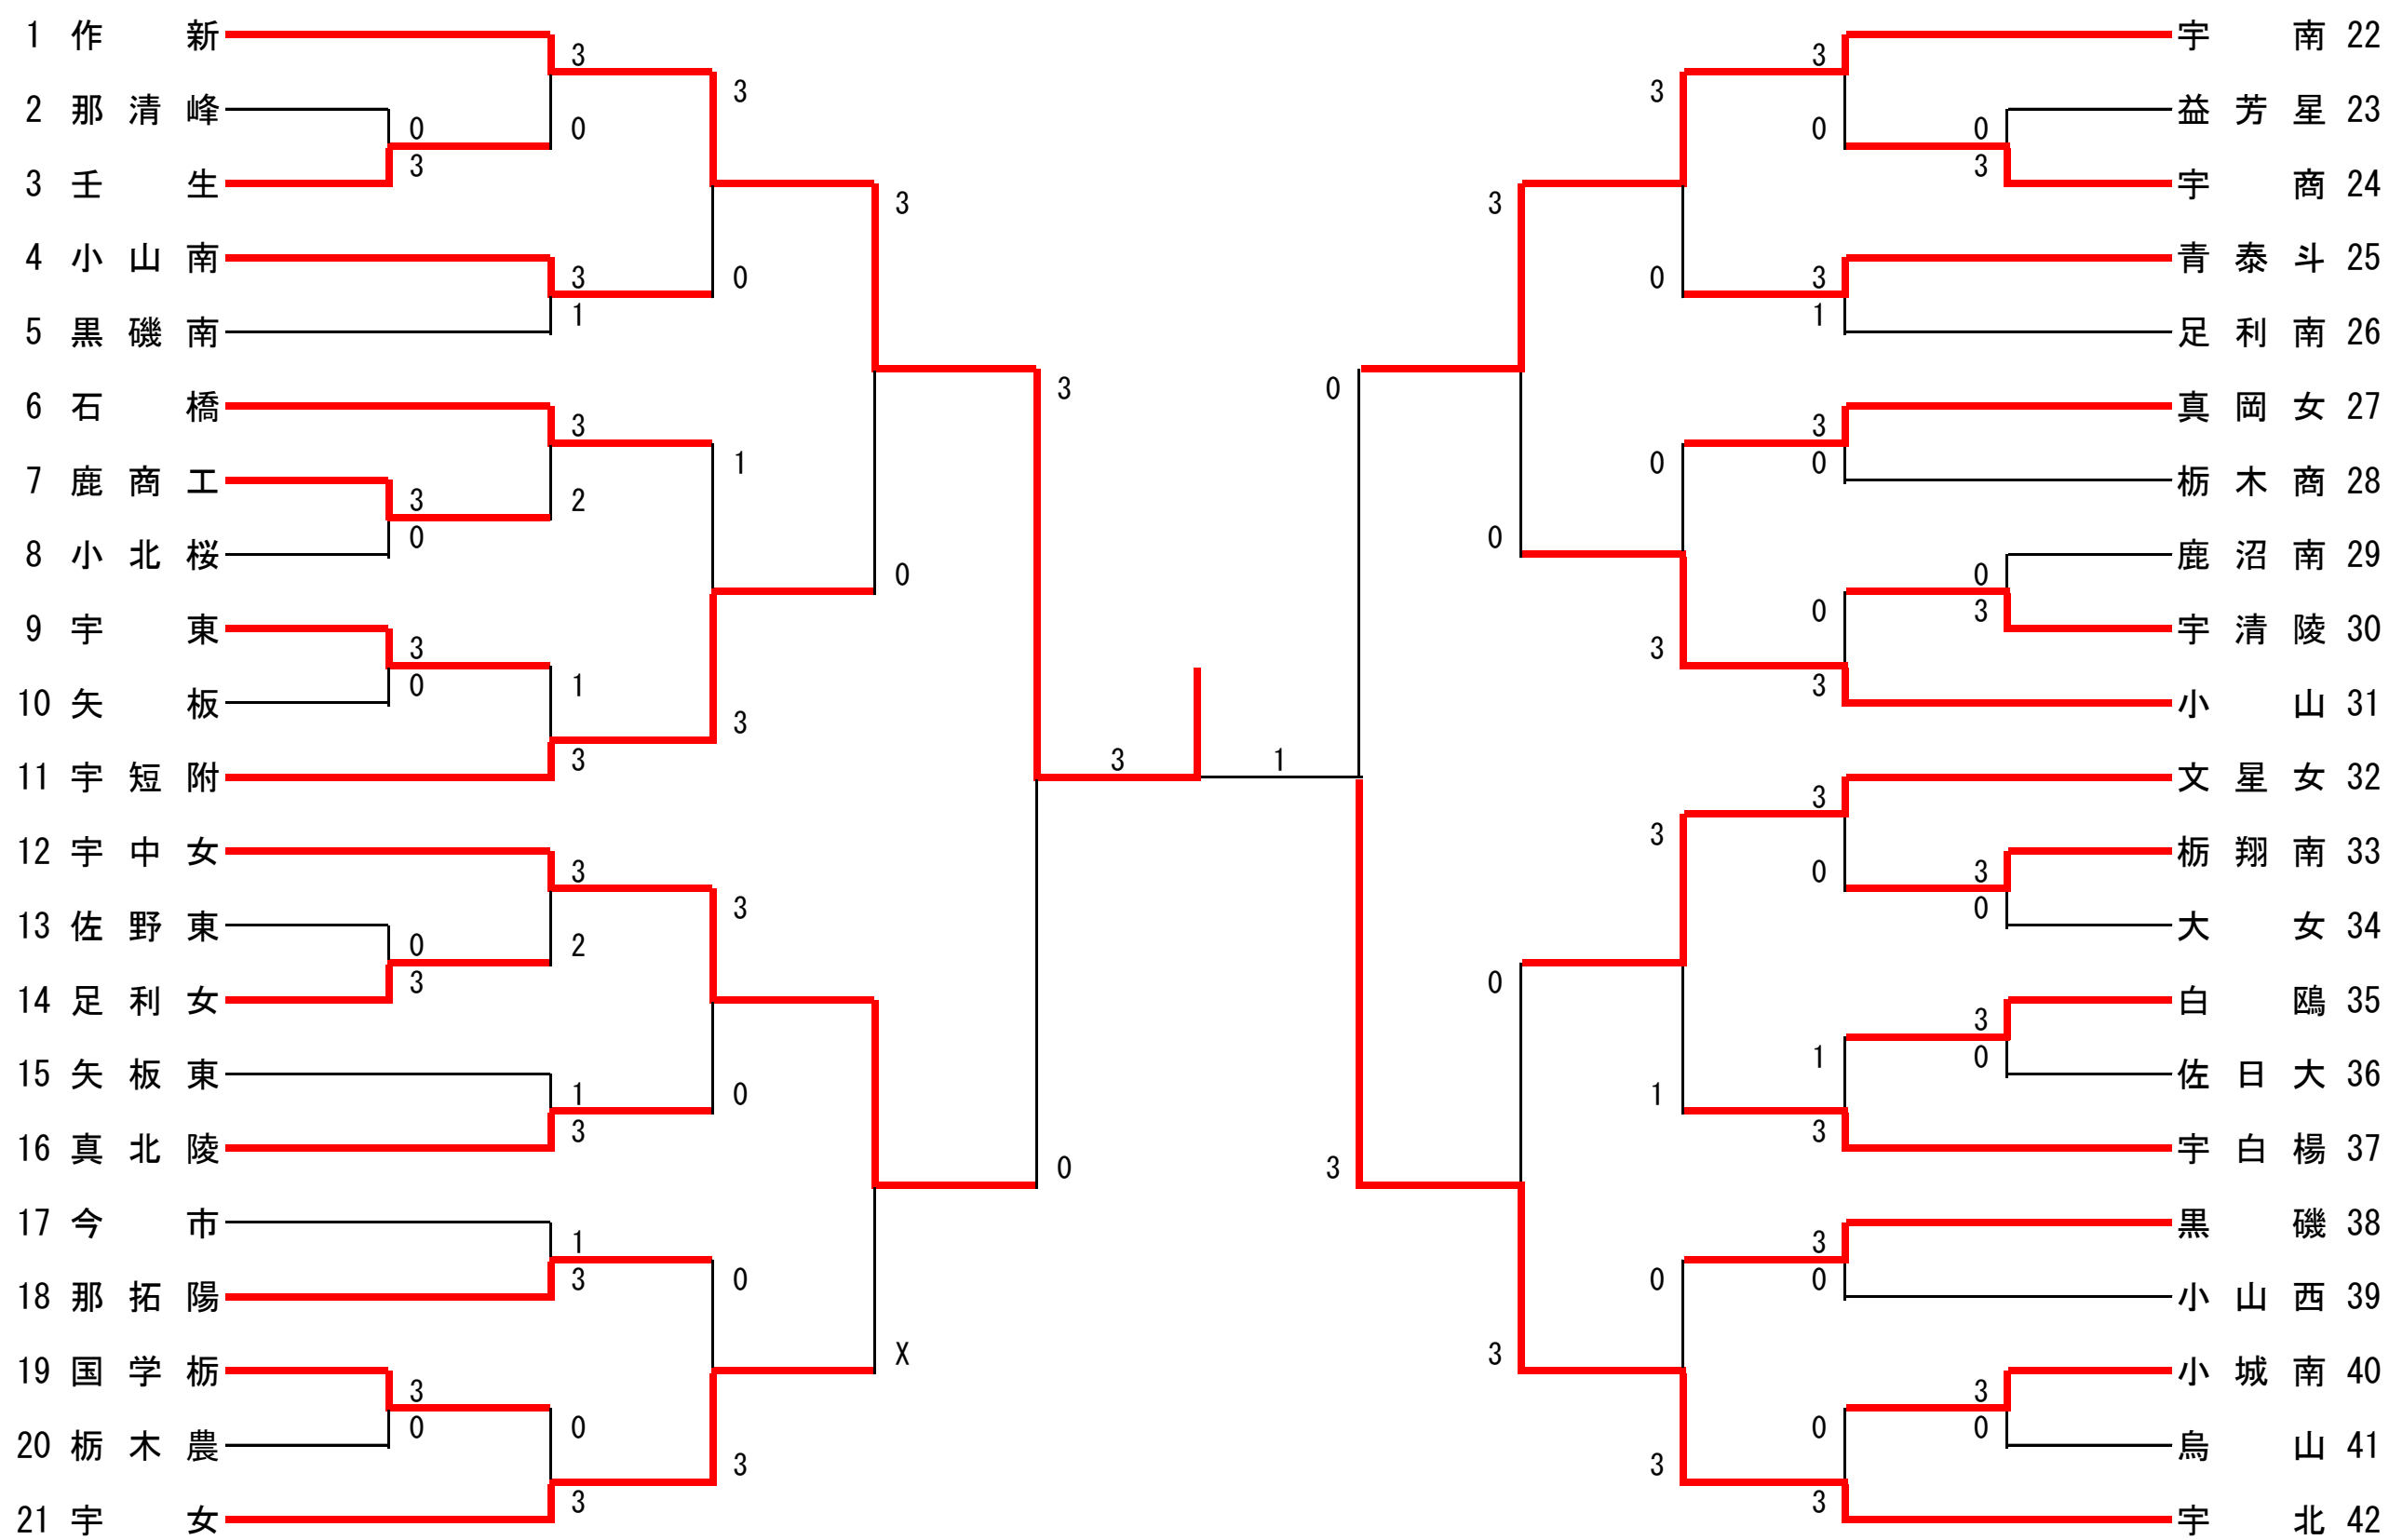 1 作 新 3 3 宇 南 22
3 3
2 那 清 峰 0 0 0 0 益 芳 星 23
3 3
3 壬 生 宇 商 24
3 3
4 小 山 南 3 0 0 3 青 泰 斗 25
1 1
5 黒 磯 南 足 利 南 26
3 0
6 石 橋 3 3 真 岡 女 27
1 0 0
7 鹿 商 工 3 2 栃 木 商 28
0 0
8 小 北 桜 鹿 沼 南 29
0 0
0 3
9 宇 東 3 3 宇 清 陵 30
0 1 3
10 矢 板 3 小 山 31
3 3 1
11 宇 短 附 文 星 女 32
3 3
12 宇 中 女 3 0 3 栃 翔 南 33
3 0
13 佐 野 東 0 2 大 女 34
3 0
14 足 利 女 白 鴎 35
3
1 0
15 矢 板 東 1 0 1 佐 日 大 36
3 3
16 真 北 陵 宇 白 楊 37
0 3
17 今 市 1 3 黒 磯 38
3 0 0 0
18 那 拓 陽 小 山 西 39
X 3
19 国 学 栃 3 3 小 城 南 40
0 0 0 0
20 栃 木 農 烏 山 41
3 3
3 3
21 宇 女 宇 北 42